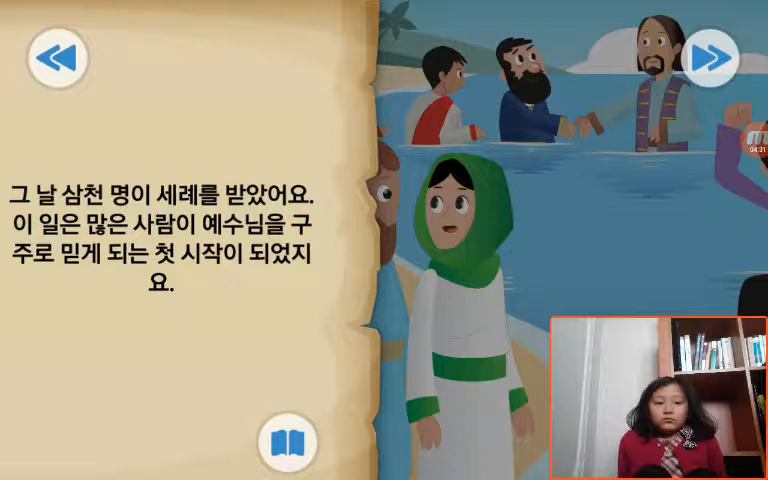 그 날 삼천 명이 세례를 받았어요.
이 일은 많은 사람이 예수님을 구
주로 믿게 되는 첫 시작이 되었지
요.
04:31